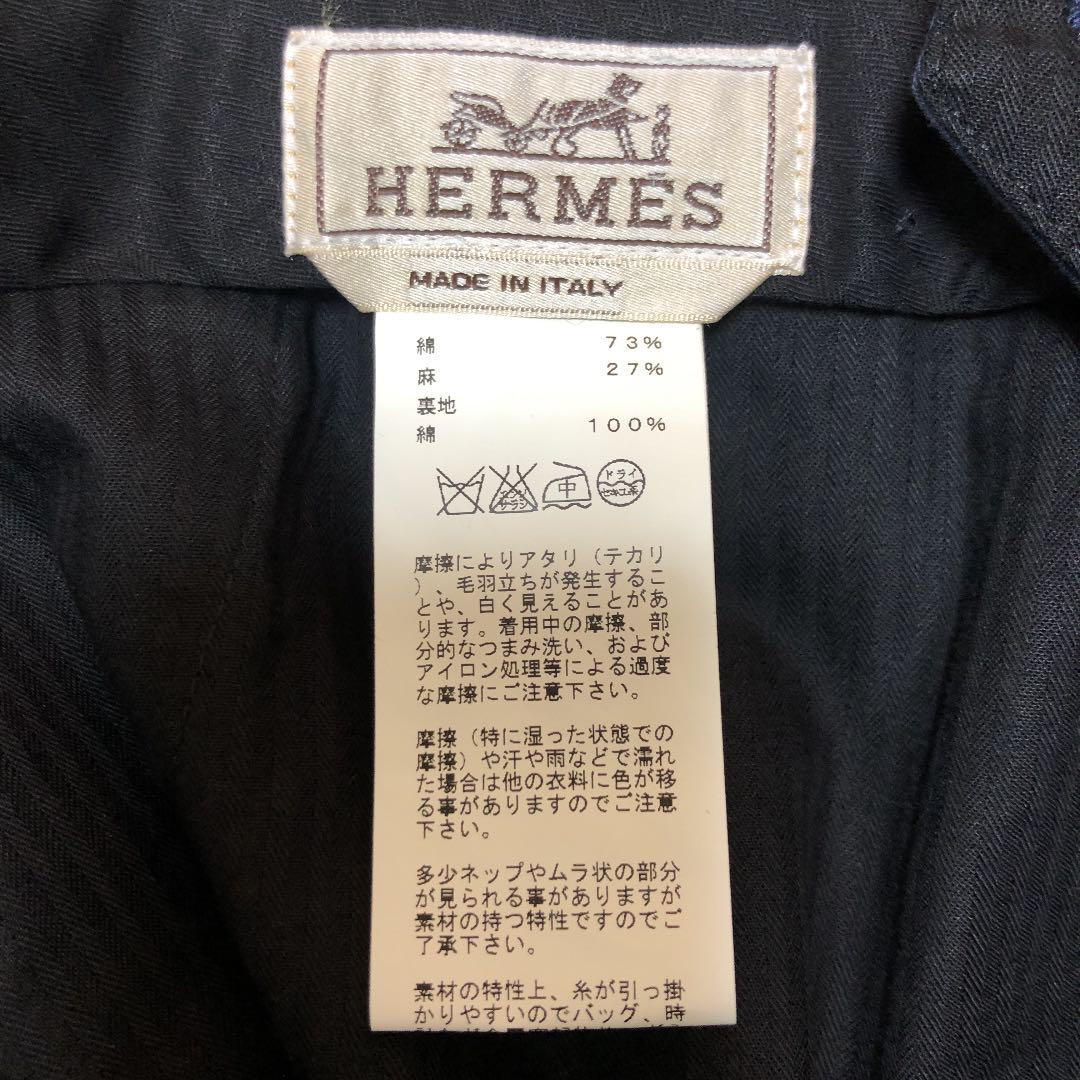 HERMES
MADE IN ITALY
綿 73%
麻 27%
裏地
綿 100%
中 ドライ
セキユ系
摩擦によりアタリ（テカリ
）、毛羽立ちが発生するこ
とや、白く見えることがあ
ります。着用中の摩擦、部
分的なつまみ洗い、および
アイロン処理等による過度
な摩擦にご注意下さい。
摩擦（特に湿った状態での
摩擦）や汗や雨などで濡れ
た場合は他の衣料に色が移
る事がありますのでご注意
下さい。
多少ネップやムラ状の部分
が見られる事がありますが
素材の持つ特性ですのでご
了承下さい。
素材の特性上、糸が引っ掛
かりやすいのでバッグ、時